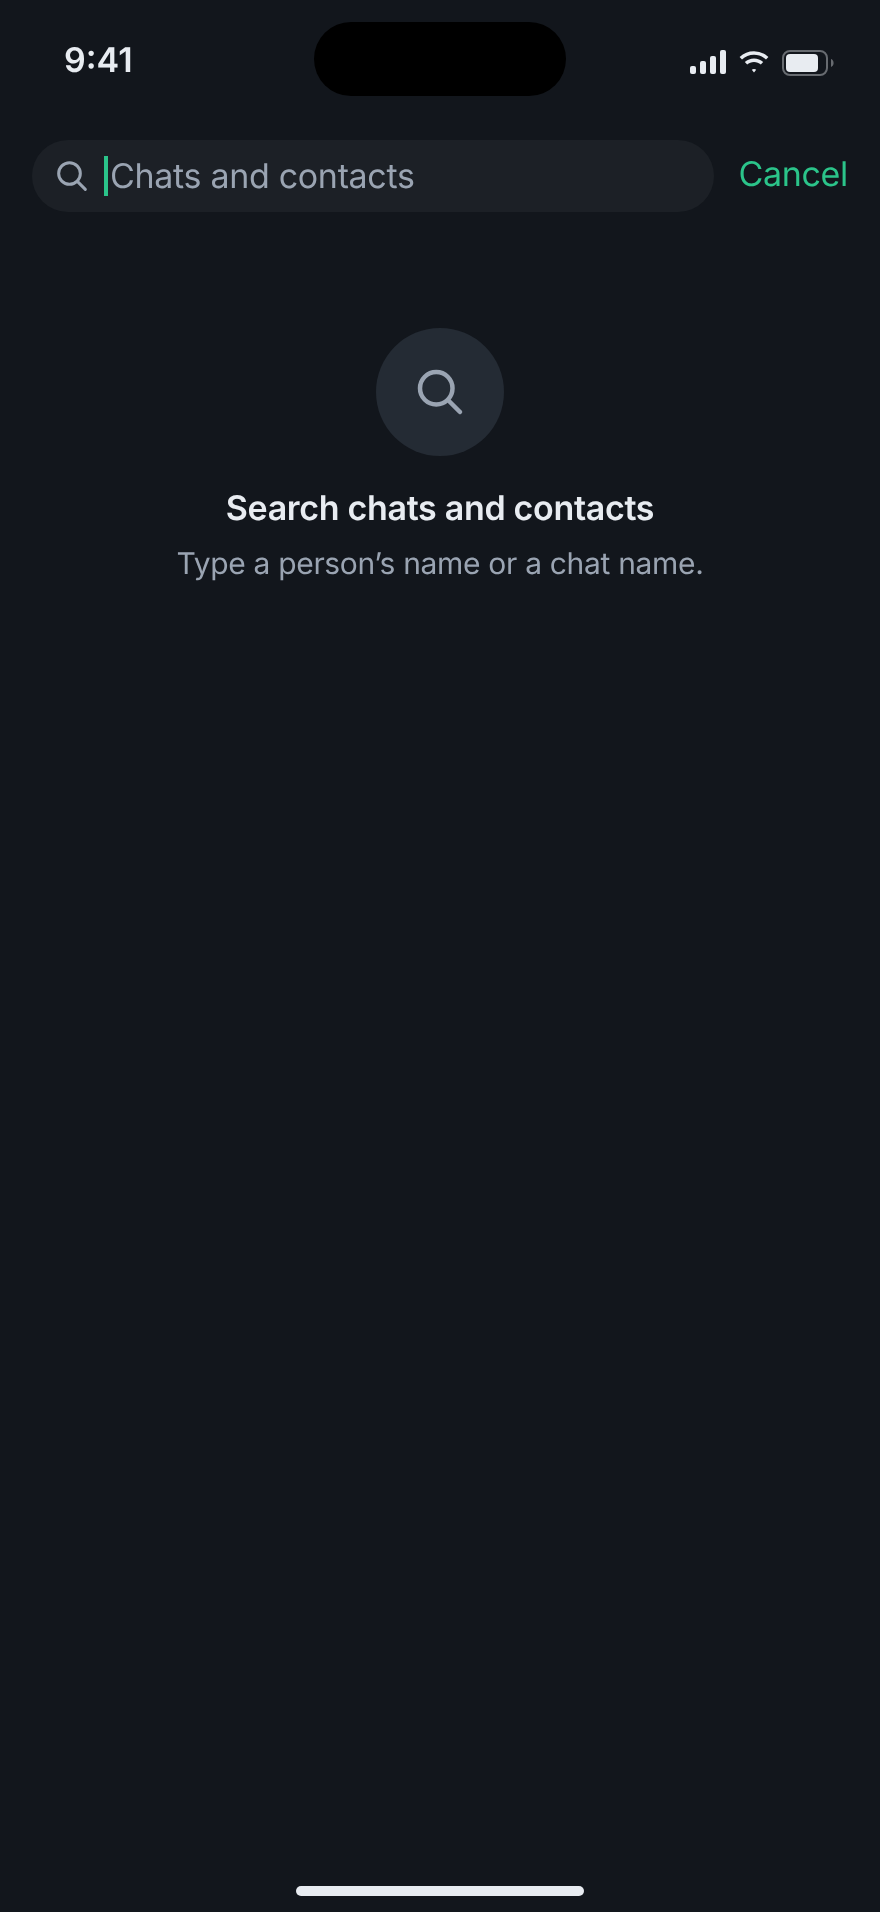 9:41
Chats and contacts
Cancel
Search chats and contacts
Type a person’s name or a chat name.